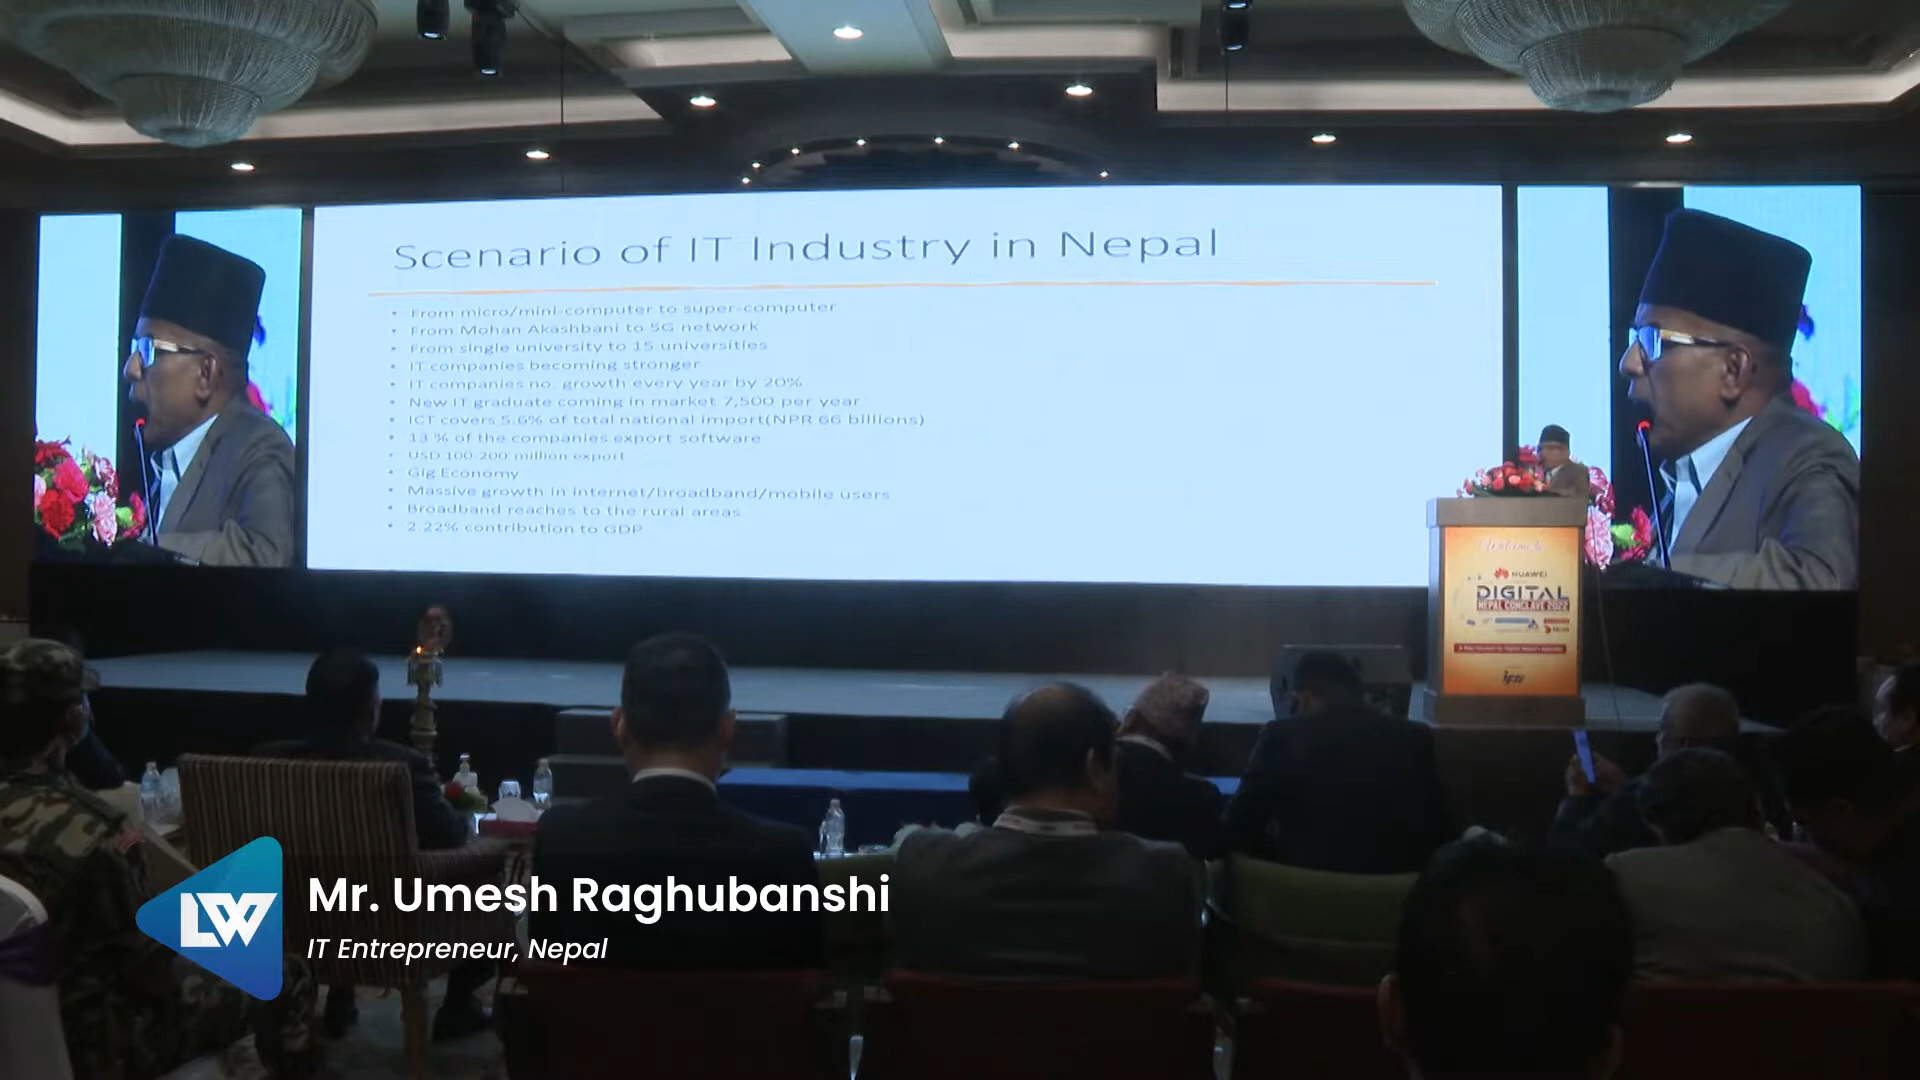 Scenario of IT Industry in Nepal
• From micro/mini-computer to super-computer
• From Mohan Akashbani to 5G network
• From single university to 15 universities
• IT companies becoming stronger
• IT companies no. growth every year by 20%
• New IT graduate coming in market 7,500 per year
• ICT covers 5.6% of total national import(NPR 66 billions)
• 13 % of the companies export software
• USD 100-200 million export
• Gig Economy
• Massive growth in internet/broadband/mobile users
• Broadband reaches to the rural areas
• 2.22% contribution to GDP
HUAWEI
DIGITAL
NEPAL CONCLAVE 2022
LW
Mr. Umesh Raghubanshi
IT Entrepreneur, Nepal